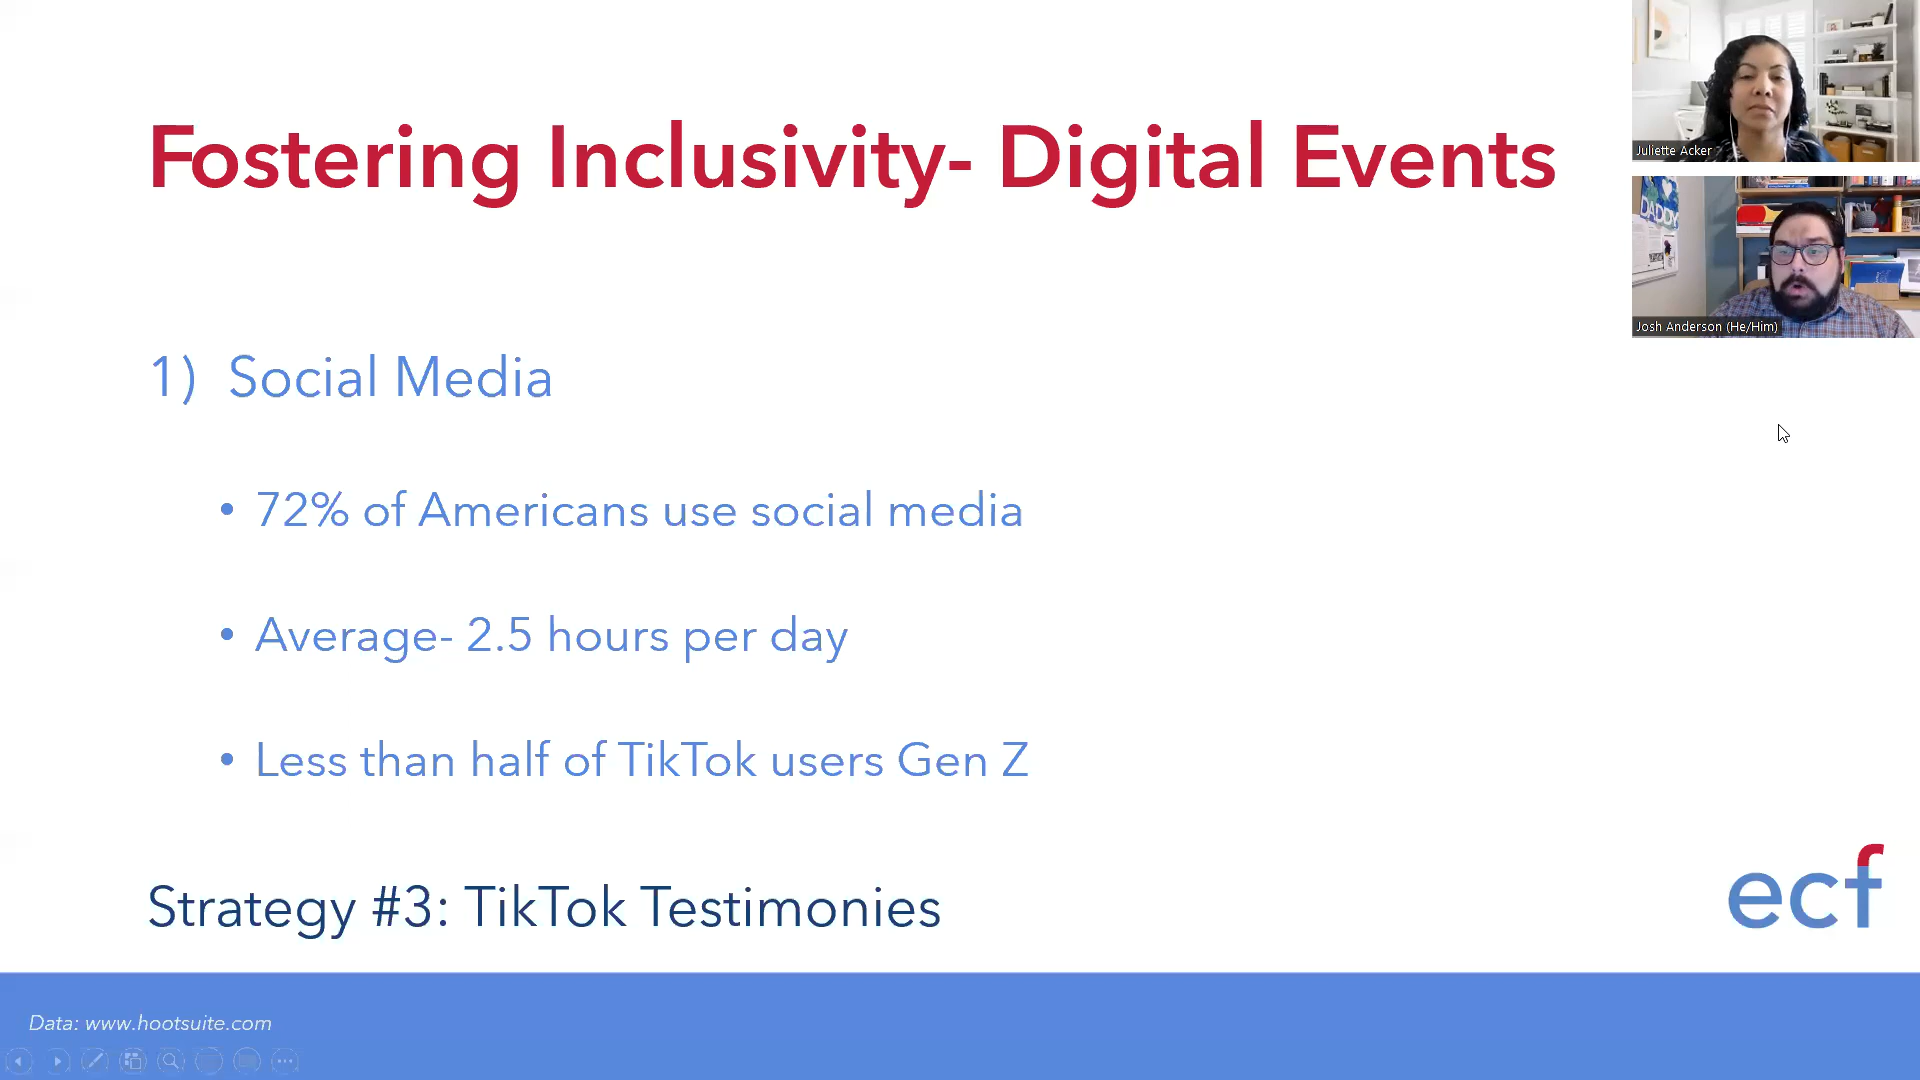 Fostering Inclusivity- Digital Events
1) Social Media
• 72% of Americans use social media
• Average- 2.5 hours per day
• Less than half of TikTok users Gen Z
Strategy #3: TikTok Testimonies
ecf
Data: www.hootsuite.com
Juliette Acker
DADDY
Josh Anderson (He/Him)